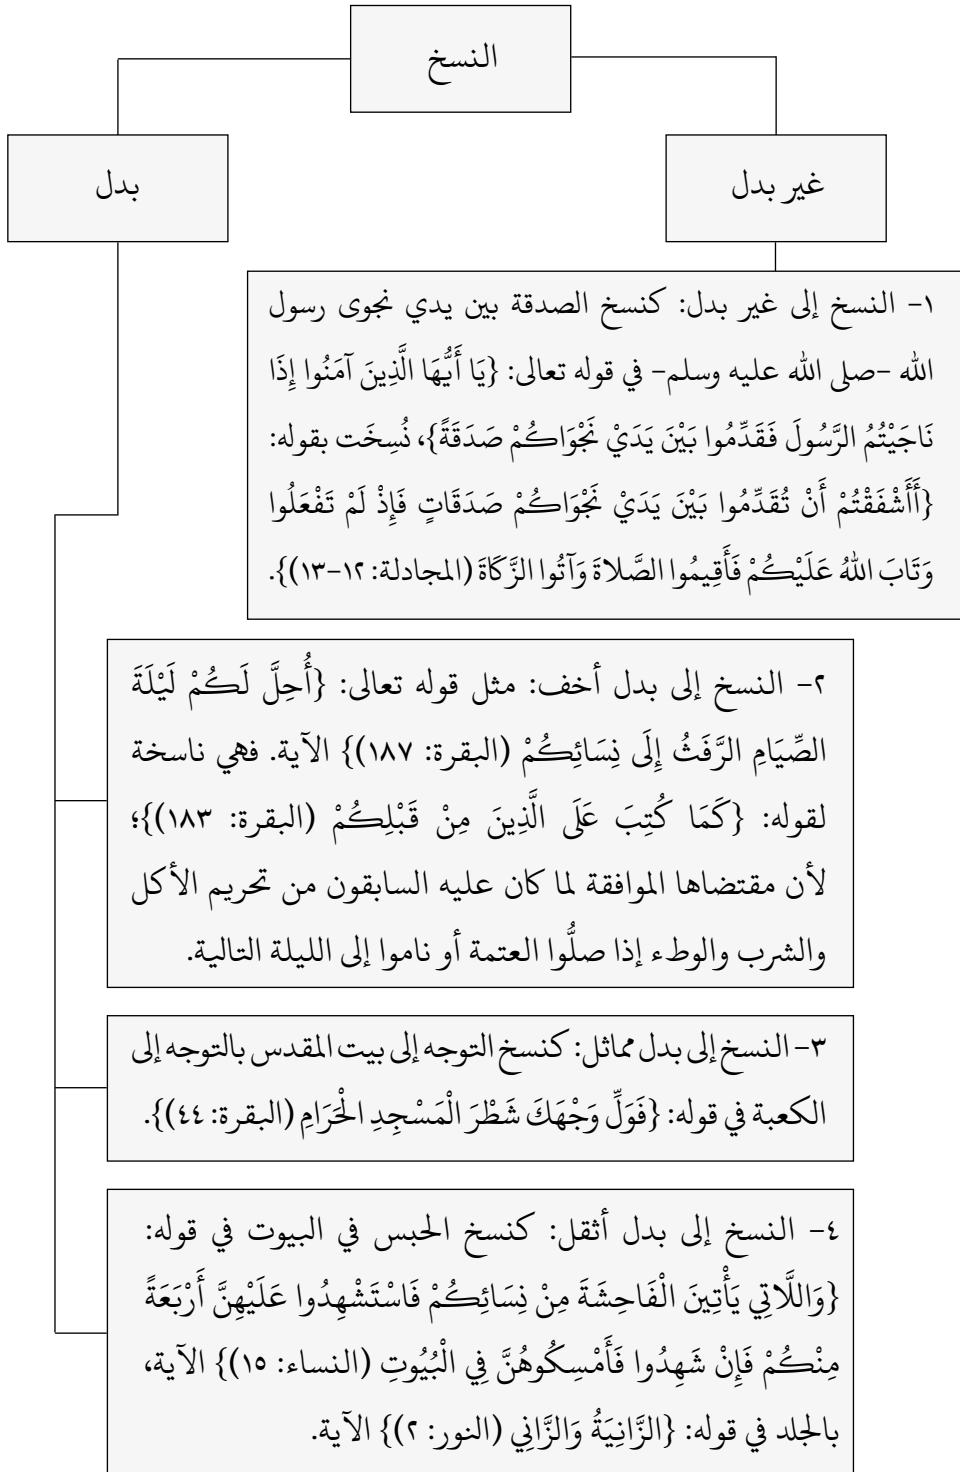 النسخ
غير بدل
بدل
١- النسخ إلى غير بدل: كنسخ الصدقة بين يدي نجوى رسول
الله -صلى الله عليه وسلم- في قوله تعالى: {يَا أَيُّهَا الَّذِينَ آمَنُوا إِذَا
نَاجَيْتُمُ الرَّسُولَ فَقَدِّمُوا بَيْنَ يَدَيْ نَجْوَاكُمْ صَدَقَةً}، نُسِخَت بقوله:
{أَأَشْفَقْتُمْ أَنْ تُقَدِّمُوا بَيْنَ يَدَيْ نَجْوَاكُمْ صَدَقَاتٍ فَإِذْ لَمْ تَفْعَلُوا
وَتَابَ اللهُ عَلَيْكُمْ فَأَقِيمُوا الصَّلاةَ وَآتُوا الزَّكَاةَ (المجادلة: ١٢-١٣)}.
٢- النسخ إلى بدل أخف: مثل قوله تعالى: {أُحِلَّ لَكُمْ لَيْلَةَ
الصِّيَامِ الرَّفَثُ إِلَى نِسَائِكُمْ (البقرة: ١٨٧)} الآية. فهي ناسخة
لقوله: {كَمَا كُتِبَ عَلَى الَّذِينَ مِنْ قَبْلِكُمْ (البقرة: ١٨٣)}؛
لأن مقتضاها الموافقة لما كان عليه السابقون من تحريم الأكل
والشرب والوطء إذا صلُّوا العتمة أو ناموا إلى الليلة التالية.
٣- النسخ إلى بدل مماثل: كنسخ التوجه إلى بيت المقدس بالتوجه إلى
الكعبة في قوله: {فَوَلِّ وَجْهَكَ شَطْرَ الْمَسْجِدِ الْحَرَامِ (البقرة: ٤٤)}.
٤- النسخ إلى بدل أثقل: كنسخ الحبس في البيوت في قوله:
{وَاللَّاتِي يَأْتِينَ الْفَاحِشَةَ مِنْ نِسَائِكُمْ فَاسْتَشْهِدُوا عَلَيْهِنَّ أَرْبَعَةً
مِنْكُمْ فَإِنْ شَهِدُوا فَأَمْسِكُوهُنَّ فِي الْبُيُوتِ (النساء: ١٥)} الآية،
بالجلد في قوله: {الزَّانِيَةُ وَالزَّانِي (النور: ٢)} الآية.